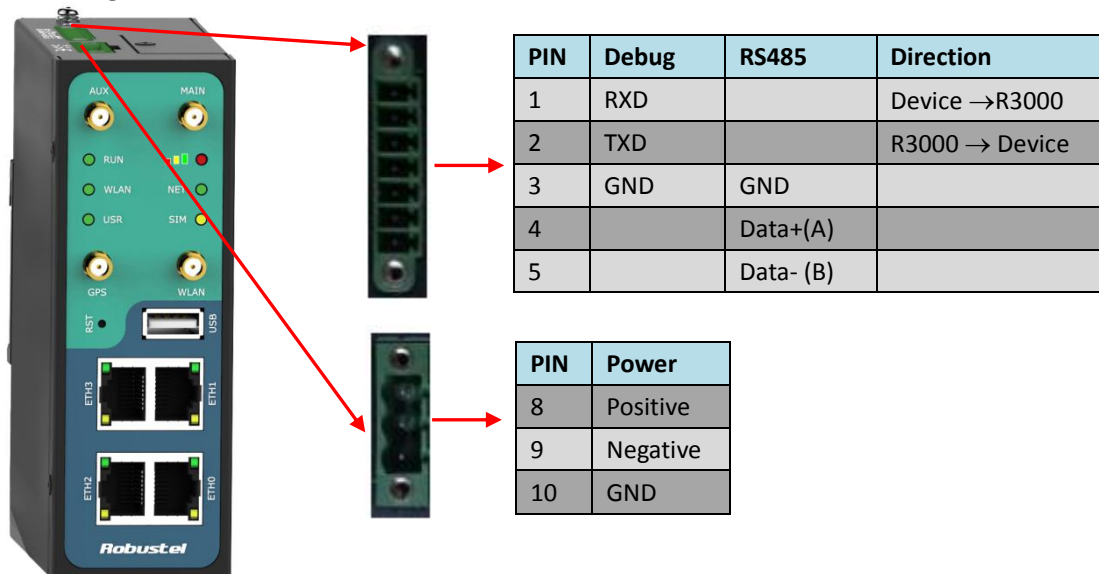 AUX MAIN
RUN
WLAN NET
USR SIM
GPS WLAN
RST USB
ETH3 ETH1
ETH2 ETH0
Robustel
PIN Debug RS485 Direction
1 RXD Device →R3000
2 TXD R3000 → Device
3 GND GND
4 Data+(A)
5 Data- (B)
PIN Power
8 Positive
9 Negative
10 GND